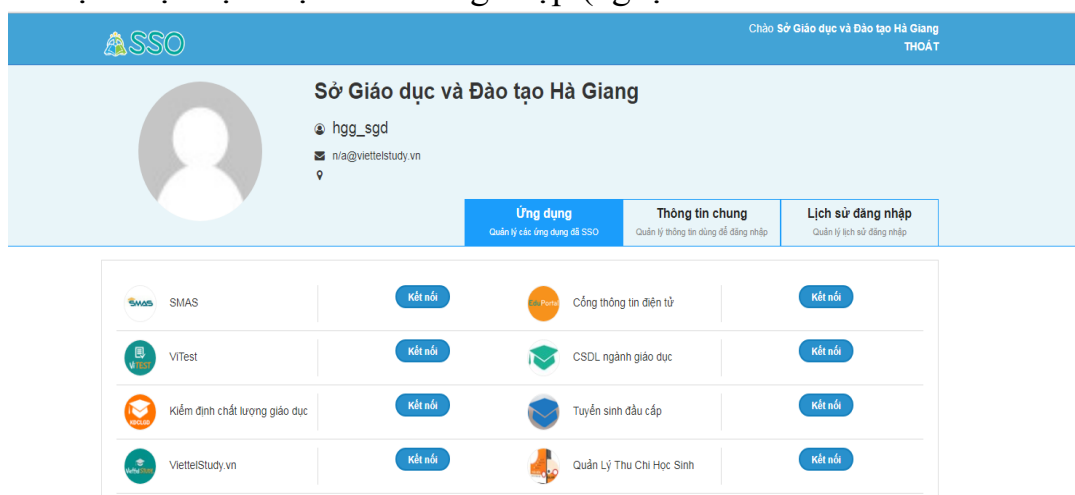 SSO
Chào Sở Giáo dục và Đào tạo Hà Giang
THOÁT
Sở Giáo dục và Đào tạo Hà Giang
hgg_sgd
n/a@viettelstudy.vn
Ứng dụng
Quản lý các ứng dụng đã SSO
Thông tin chung
Quản lý thông tin dùng để đăng nhập
Lịch sử đăng nhập
Quản lý lịch sử đăng nhập
SMAS
SMAS
Kết nối
EduPortal
Cổng thông tin điện tử
Kết nối
ViTEST
ViTest
Kết nối
CSDL ngành giáo dục
Kết nối
KĐCLGD
Kiểm định chất lượng giáo dục
Kết nối
Tuyển sinh đầu cấp
Kết nối
ViettelStudy
ViettelStudy.vn
Kết nối
Quản Lý Thu Chi Học Sinh
Kết nối